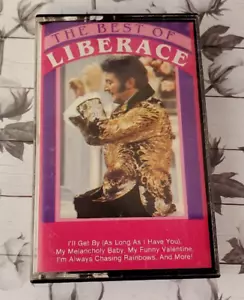 THE BEST OF
LIBERACE
I'll Get By (As Long As I Have You),
My Melancholy Baby, My Funny Valentine,
I'm Always Chasing Rainbows, And More!